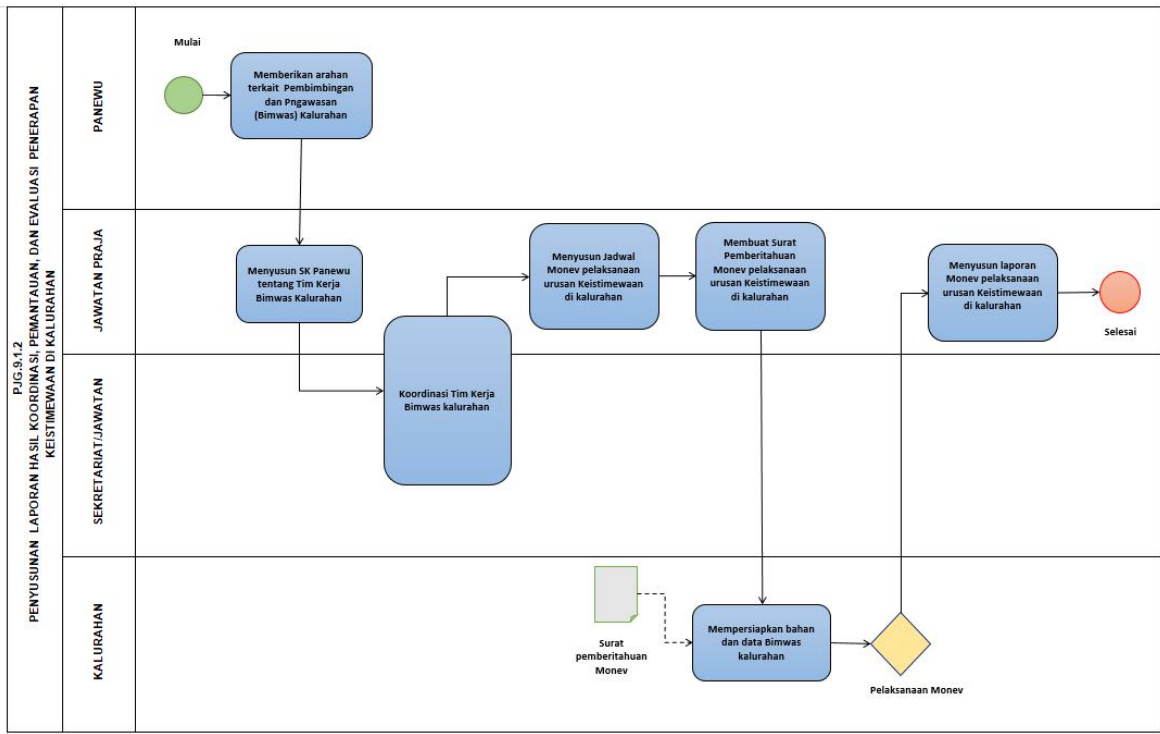 PJG.9.1.2
PENYUSUNAN LAPORAN HASIL KOORDINASI, PEMANTAUAN, DAN EVALUASI PENERAPAN
KEISTIMEWAAN DI KALURAHAN
PANEWU
Mulai
Memberikan arahan
terkait Pembimbingan
dan Pngawasan
(Bimwas) Kalurahan
JAWATAN PRAJA
Menyusun SK Panewu
tentang Tim Kerja
Bimwas Kalurahan
Menyusun Jadwal
Monev pelaksanaan
urusan Keistimewaan
di kalurahan
Membuat Surat
Pemberitahuan
Monev pelaksanaan
urusan Keistimewaan
di kalurahan
Menyusun laporan
Monev pelaksanaan
urusan Keistimewaan
di kalurahan
Selesai
SEKRETARIAT/JAWATAN
Koordinasi Tim Kerja
Bimwas kalurahan
KALURAHAN
Surat
pemberitahuan
Monev
Mempersiapkan bahan
dan data Bimwas
kalurahan
Pelaksanaan Monev